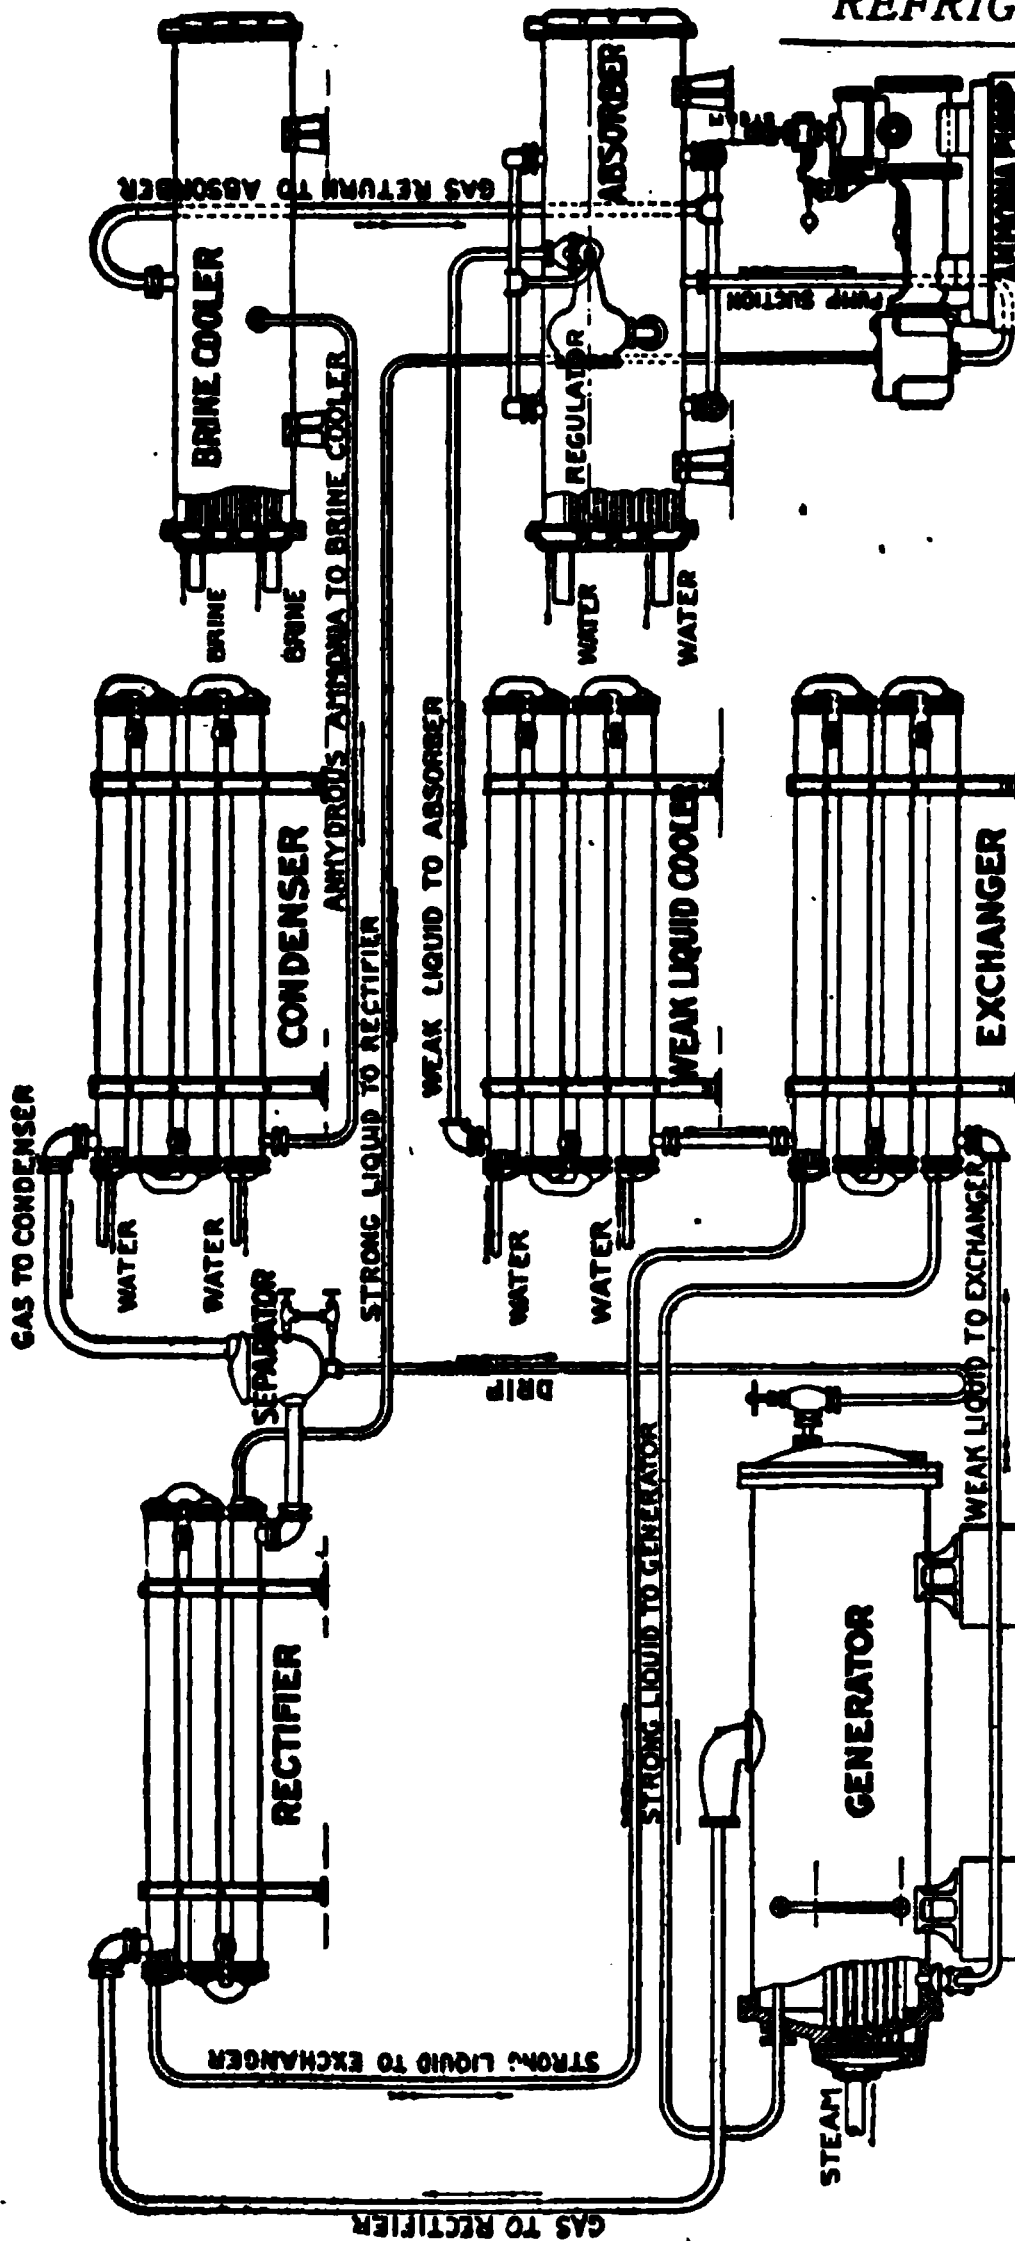 REFRIG
GAS TO CONDENSER
WATER
WATER
SEPARATOR
CONDENSER
ANHYDROUS AMMONIA TO BRINE COOLER
BRINE COOLER
BRINE
BRINE
GAS RETURN TO ABSORBER
STRONG LIQUID TO RECTIFIER
WEAK LIQUID TO ABSORBER
ABSORBER
REGULATOR
WATER
WATER
PUMP SUCTION
AMMONIA PUMP
WATER
WATER
WEAK LIQUID COOLER
EXCHANGER
RECTIFIER
DRIP
STRONG LIQUID TO GENERATOR
WEAK LIQUID TO EXCHANGER
GENERATOR
STRONG LIQUID TO EXCHANGER
STEAM
GAS TO RECTIFIER